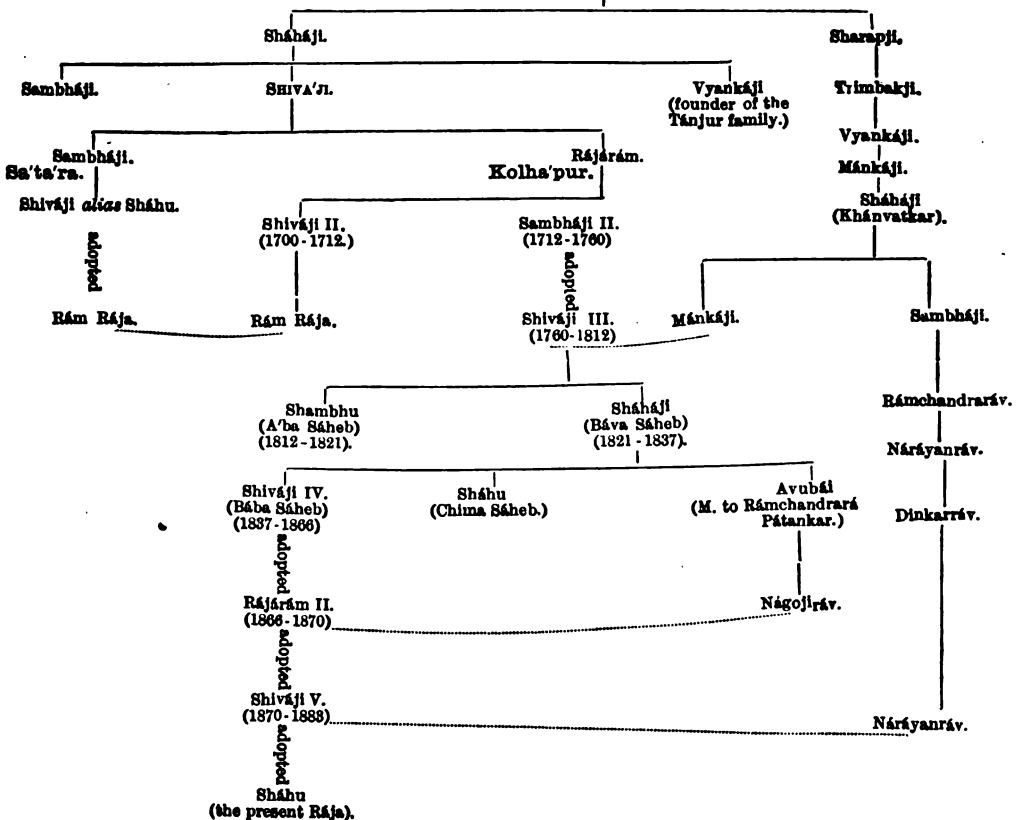 Sháháji.
Sharapji.
Sambháji.
SHIVA'JI.
Vyankáji
(founder of the
Tánjur family.)
Trimbakji.
Vyankáji.
Sambháji.
Sa'ta'ra.
Rájárám.
Kolha'pur.
Mánkáji.
Shiváji alias Sháhu.
Sháháji
(Khánvatkar).
Shiváji II.
(1700-1712.)
Sambháji II.
(1712-1760)
adopted
adopted
Rám Rája.
Rám Rája.
Shiváji III.
(1760-1812)
Mánkáji.
Sambháji.
Shambhu
(A'ba Sáheb)
(1812-1821).
Sháháji
(Báva Sáheb)
(1821-1837).
Rámchandraráv.
Náráyanráv.
Shiváji IV.
(Bába Sáheb)
(1837-1866)
Sháhu
(Chima Sáheb.)
Avubái
(M. to Rámchandrará
Pátankar.)
Dinkarráv.
adopted
Rájárám II.
(1866-1870)
Nágojiráv.
adopted
Shiváji V.
(1870-1883)
Náráyanráv.
adopted
Sháhu
(the present Rája).